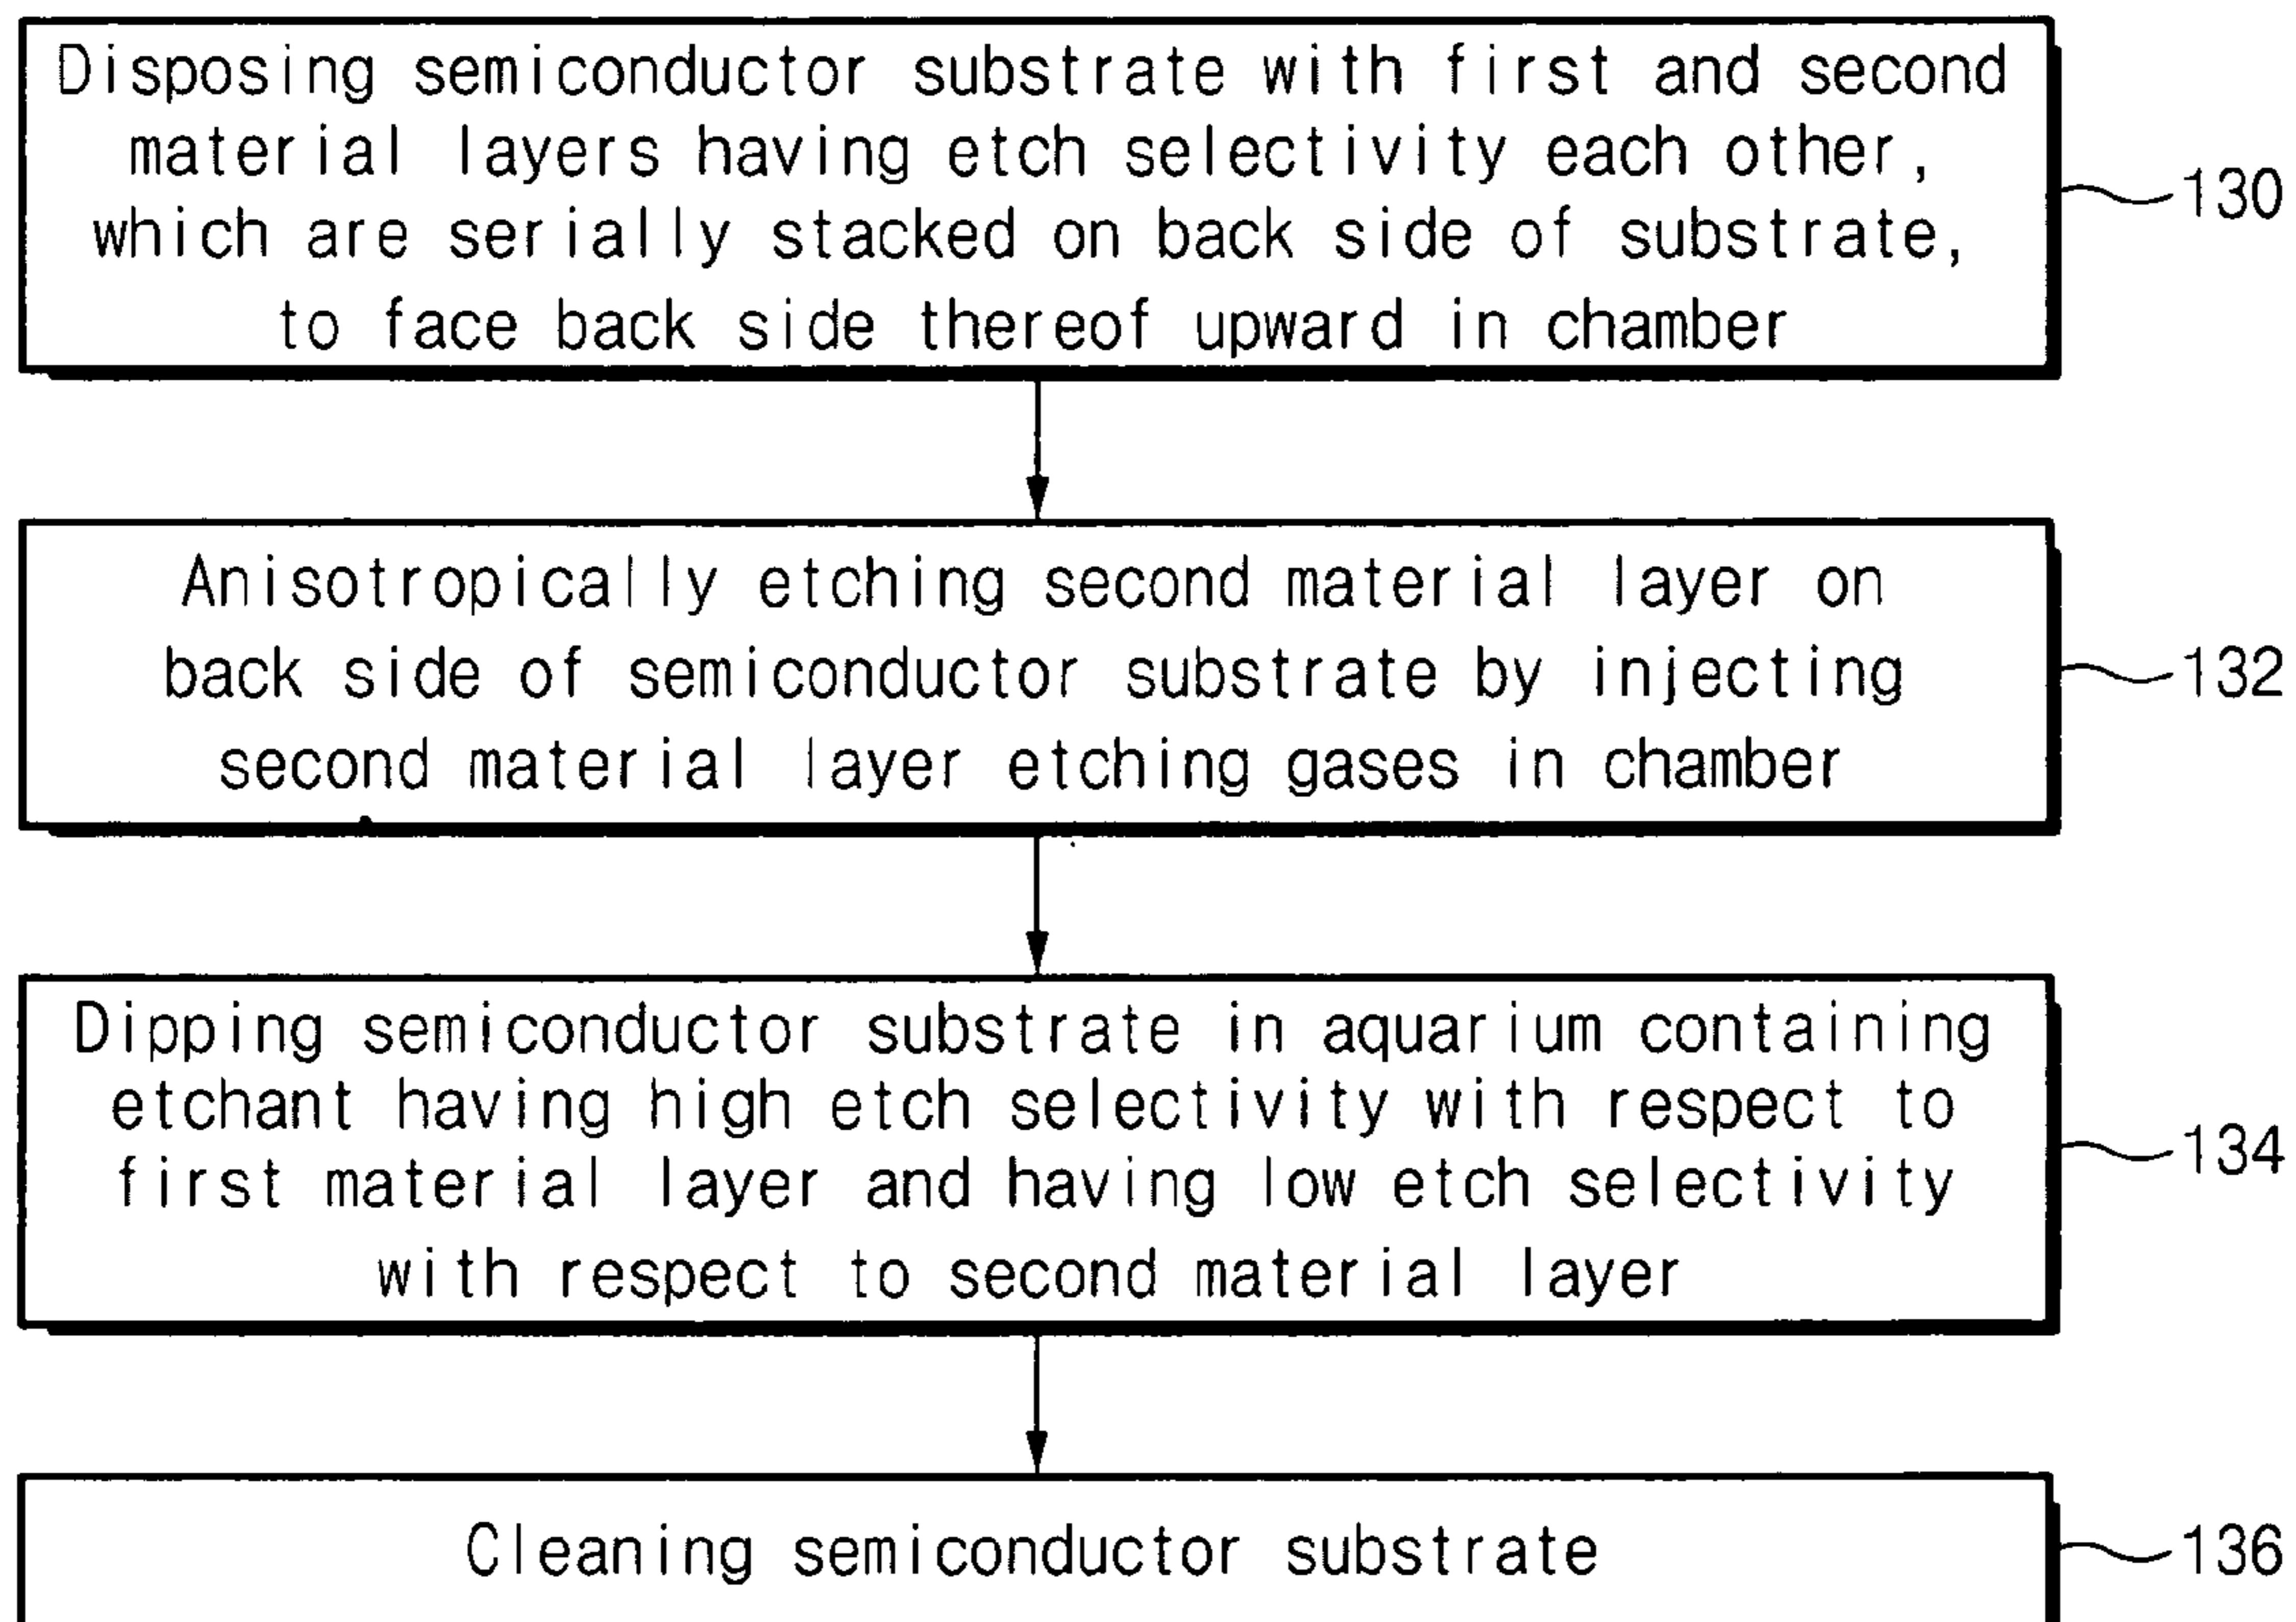 Disposing semiconductor substrate with first and second
material layers having etch selectivity each other,
which are serially stacked on back side of substrate,
to face back side thereof upward in chamber
130
Anisotropically etching second material layer on
back side of semiconductor substrate by injecting
second material layer etching gases in chamber
132
Dipping semiconductor substrate in aquarium containing
etchant having high etch selectivity with respect to
first material layer and having low etch selectivity
with respect to second material layer
134
Cleaning semiconductor substrate
136